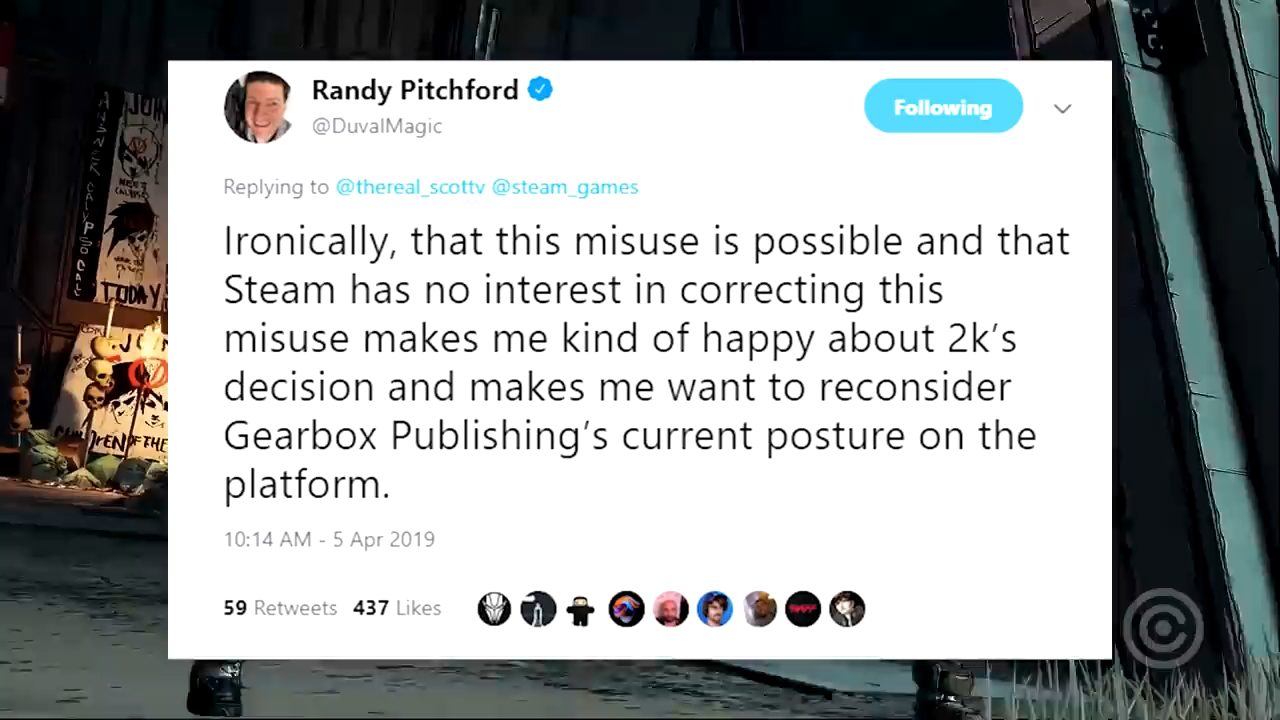 Randy Pitchford
@DuvalMagic
Following
Replying to @thereal_scottv @steam_games
Ironically, that this misuse is possible and that
Steam has no interest in correcting this
misuse makes me kind of happy about 2k's
decision and makes me want to reconsider
Gearbox Publishing's current posture on the
platform.
10:14 AM - 5 Apr 2019
59 Retweets 437 Likes
TODAY